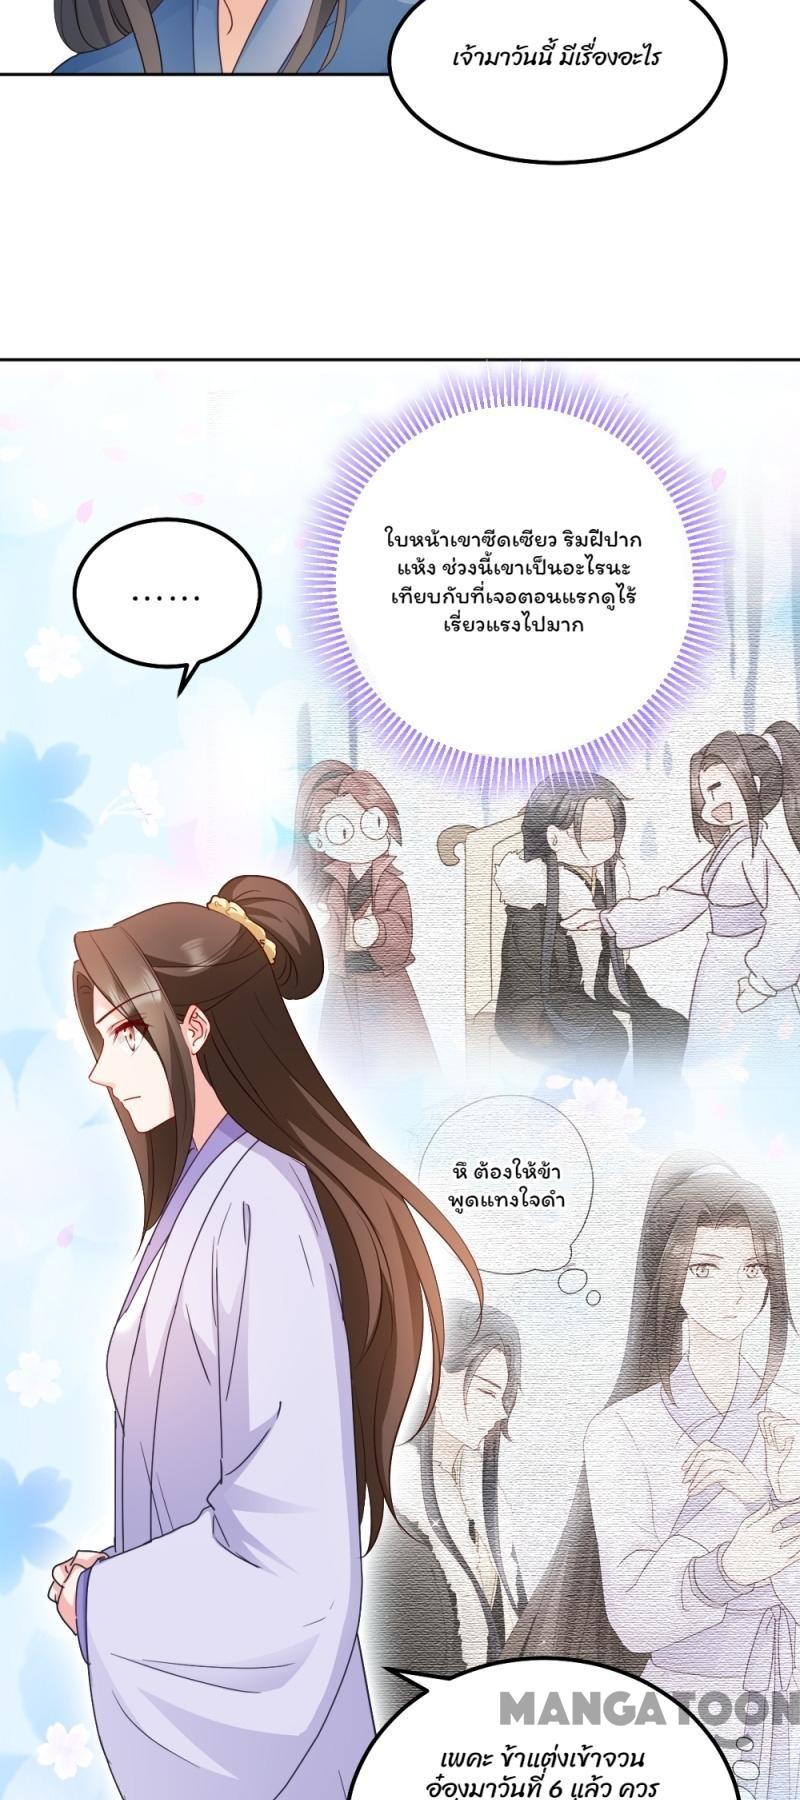 เจ้ามาวันนี้ มีเรื่องอะไร
ใบหน้าเขาซีดเซียว ริมฝีปาก
แห้ง ช่วงนี้เขาเป็นอะไรนะ
เทียบกับที่เจอตอนแรกดูไร้
เรี่ยวแรงไปมาก
......
หึ ต้องให้ข้า
พูดแทงใจดำ
MANGATOON
เพคะ ข้าแต่งเข้าจวน
อ๋องมาวันที่ 6 แล้ว ควร